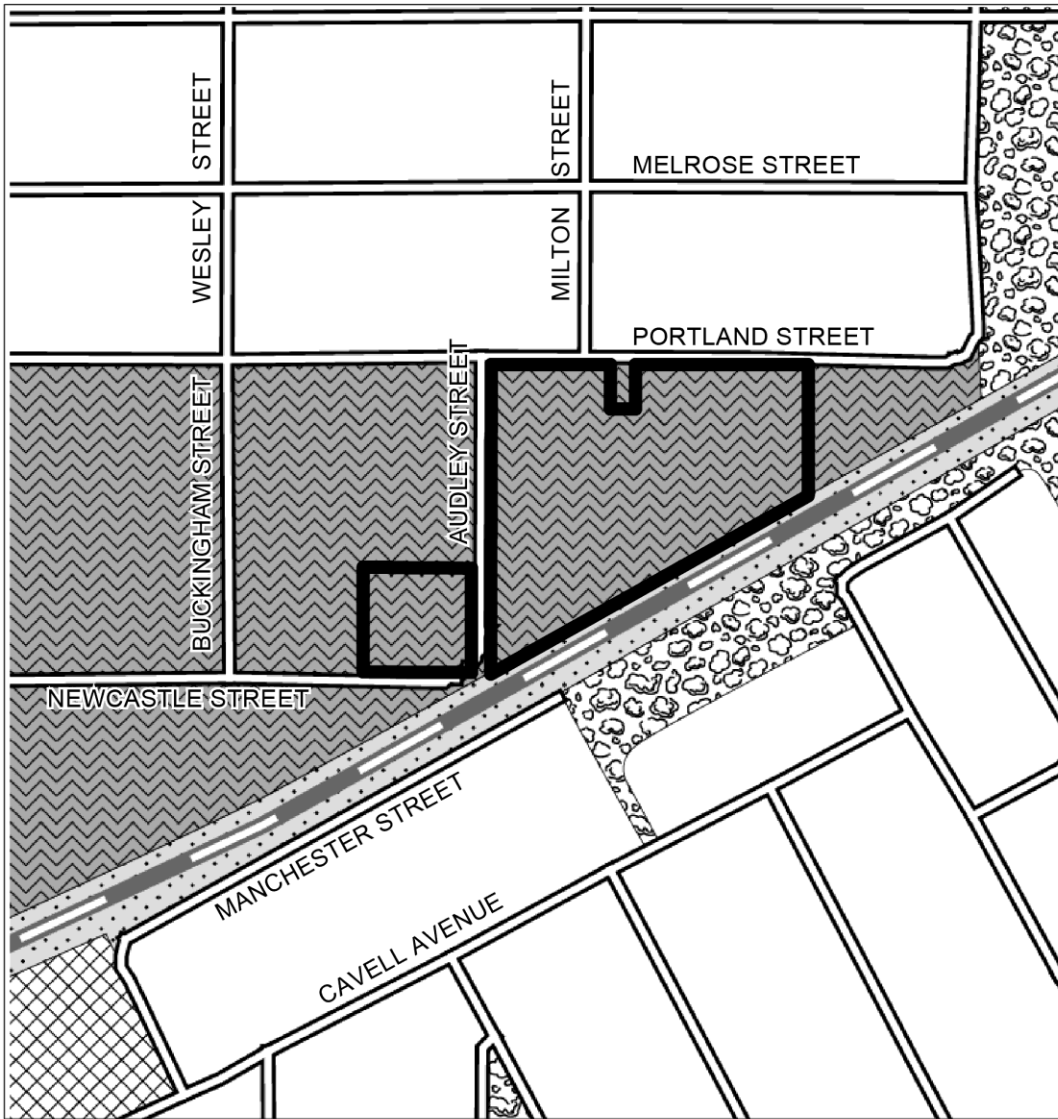 WESLEY STREET
MILTON STREET
MELROSE STREET
PORTLAND STREET
BUCKINGHAM STREET
AUDLEY STREET
NEWCASTLE STREET
MANCHESTER STREET
CAVELL AVENUE